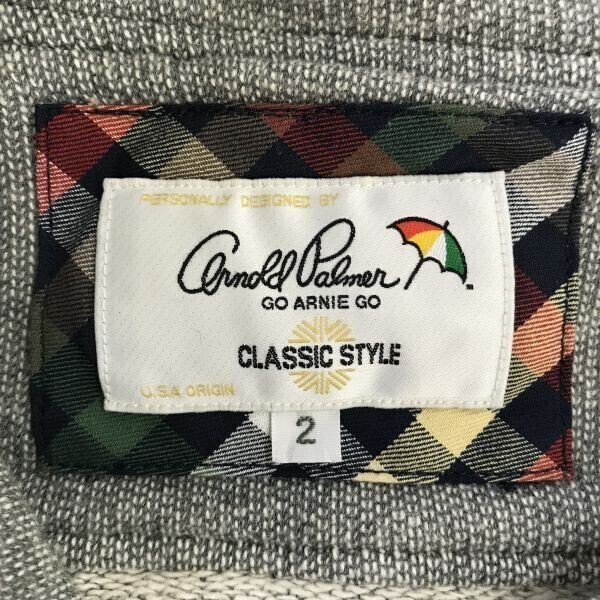 PERSONALLY DESIGNED BY
Arnold Palmer
GO ARNIE GO
CLASSIC STYLE
U.S.A ORIGIN
2